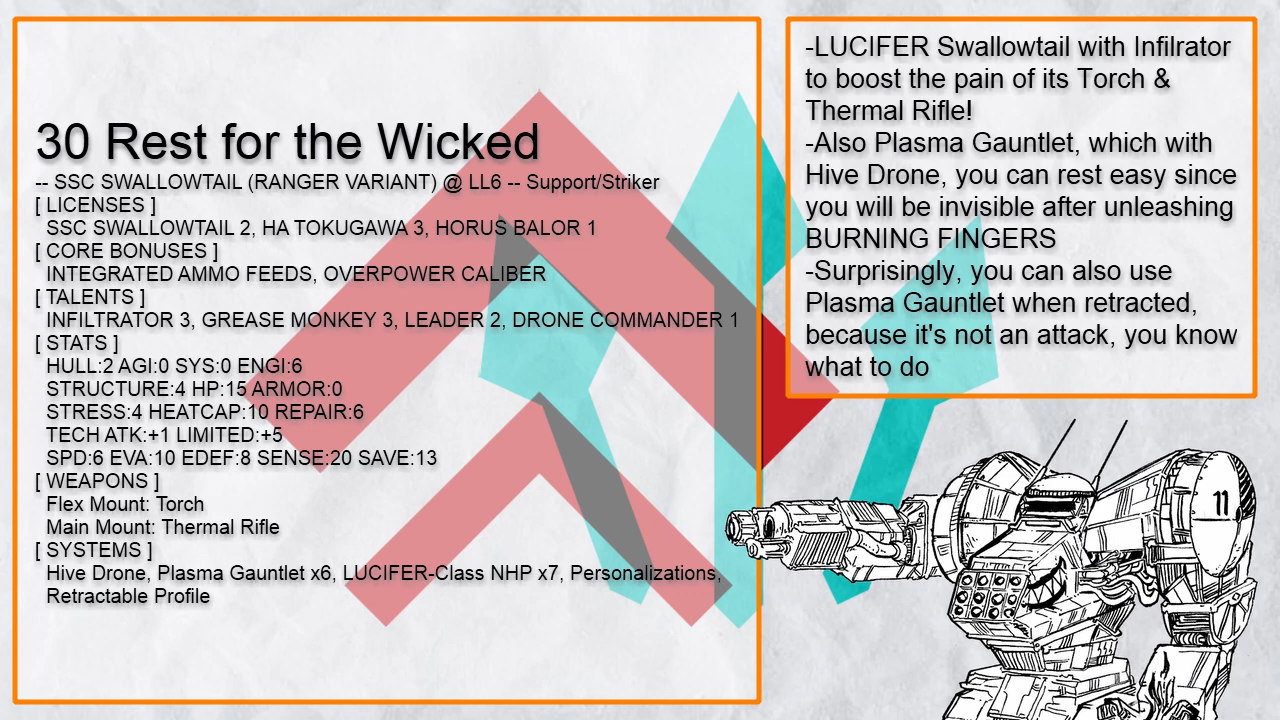 30 Rest for the Wicked
-- SSC SWALLOWTAIL (RANGER VARIANT) @ LL6 -- Support/Striker
[ LICENSES ]
SSC SWALLOWTAIL 2, HA TOKUGAWA 3, HORUS BALOR 1
[ CORE BONUSES ]
INTEGRATED AMMO FEEDS, OVERPOWER CALIBER
[ TALENTS ]
INFILTRATOR 3, GREASE MONKEY 3, LEADER 2, DRONE COMMANDER 1
[ STATS ]
HULL:2 AGI:0 SYS:0 ENGI:6
STRUCTURE:4 HP:15 ARMOR:0
STRESS:4 HEATCAP:10 REPAIR:6
TECH ATK:+1 LIMITED:+5
SPD:6 EVA:10 EDEF:8 SENSE:20 SAVE:13
[ WEAPONS ]
Flex Mount: Torch
Main Mount: Thermal Rifle
[ SYSTEMS ]
Hive Drone, Plasma Gauntlet x6, LUCIFER-Class NHP x7, Personalizations,
Retractable Profile
-LUCIFER Swallowtail with Infilrator
to boost the pain of its Torch &
Thermal Rifle!
-Also Plasma Gauntlet, which with
Hive Drone, you can rest easy since
you will be invisible after unleashing
BURNING FINGERS
-Surprisingly, you can also use
Plasma Gauntlet when retracted,
because it's not an attack, you know
what to do
11